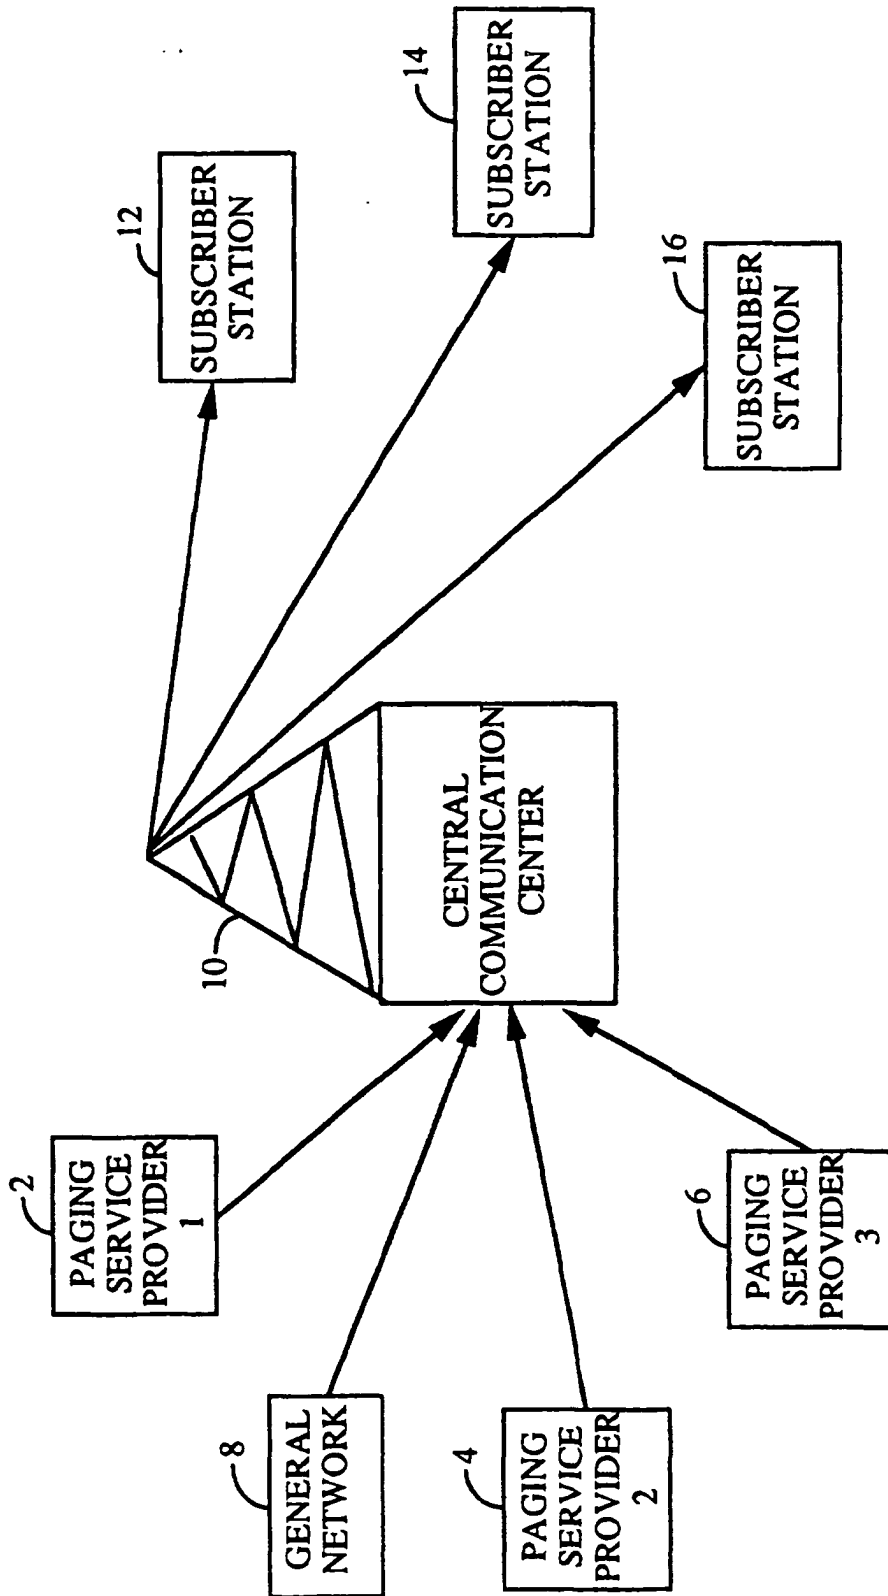 2
PAGING
SERVICE
PROVIDER
1
8
GENERAL
NETWORK
4
PAGING
SERVICE
PROVIDER
2
6
PAGING
SERVICE
PROVIDER
3
10
CENTRAL
COMMUNICATION
CENTER
12
SUBSCRIBER
STATION
14
SUBSCRIBER
STATION
16
SUBSCRIBER
STATION